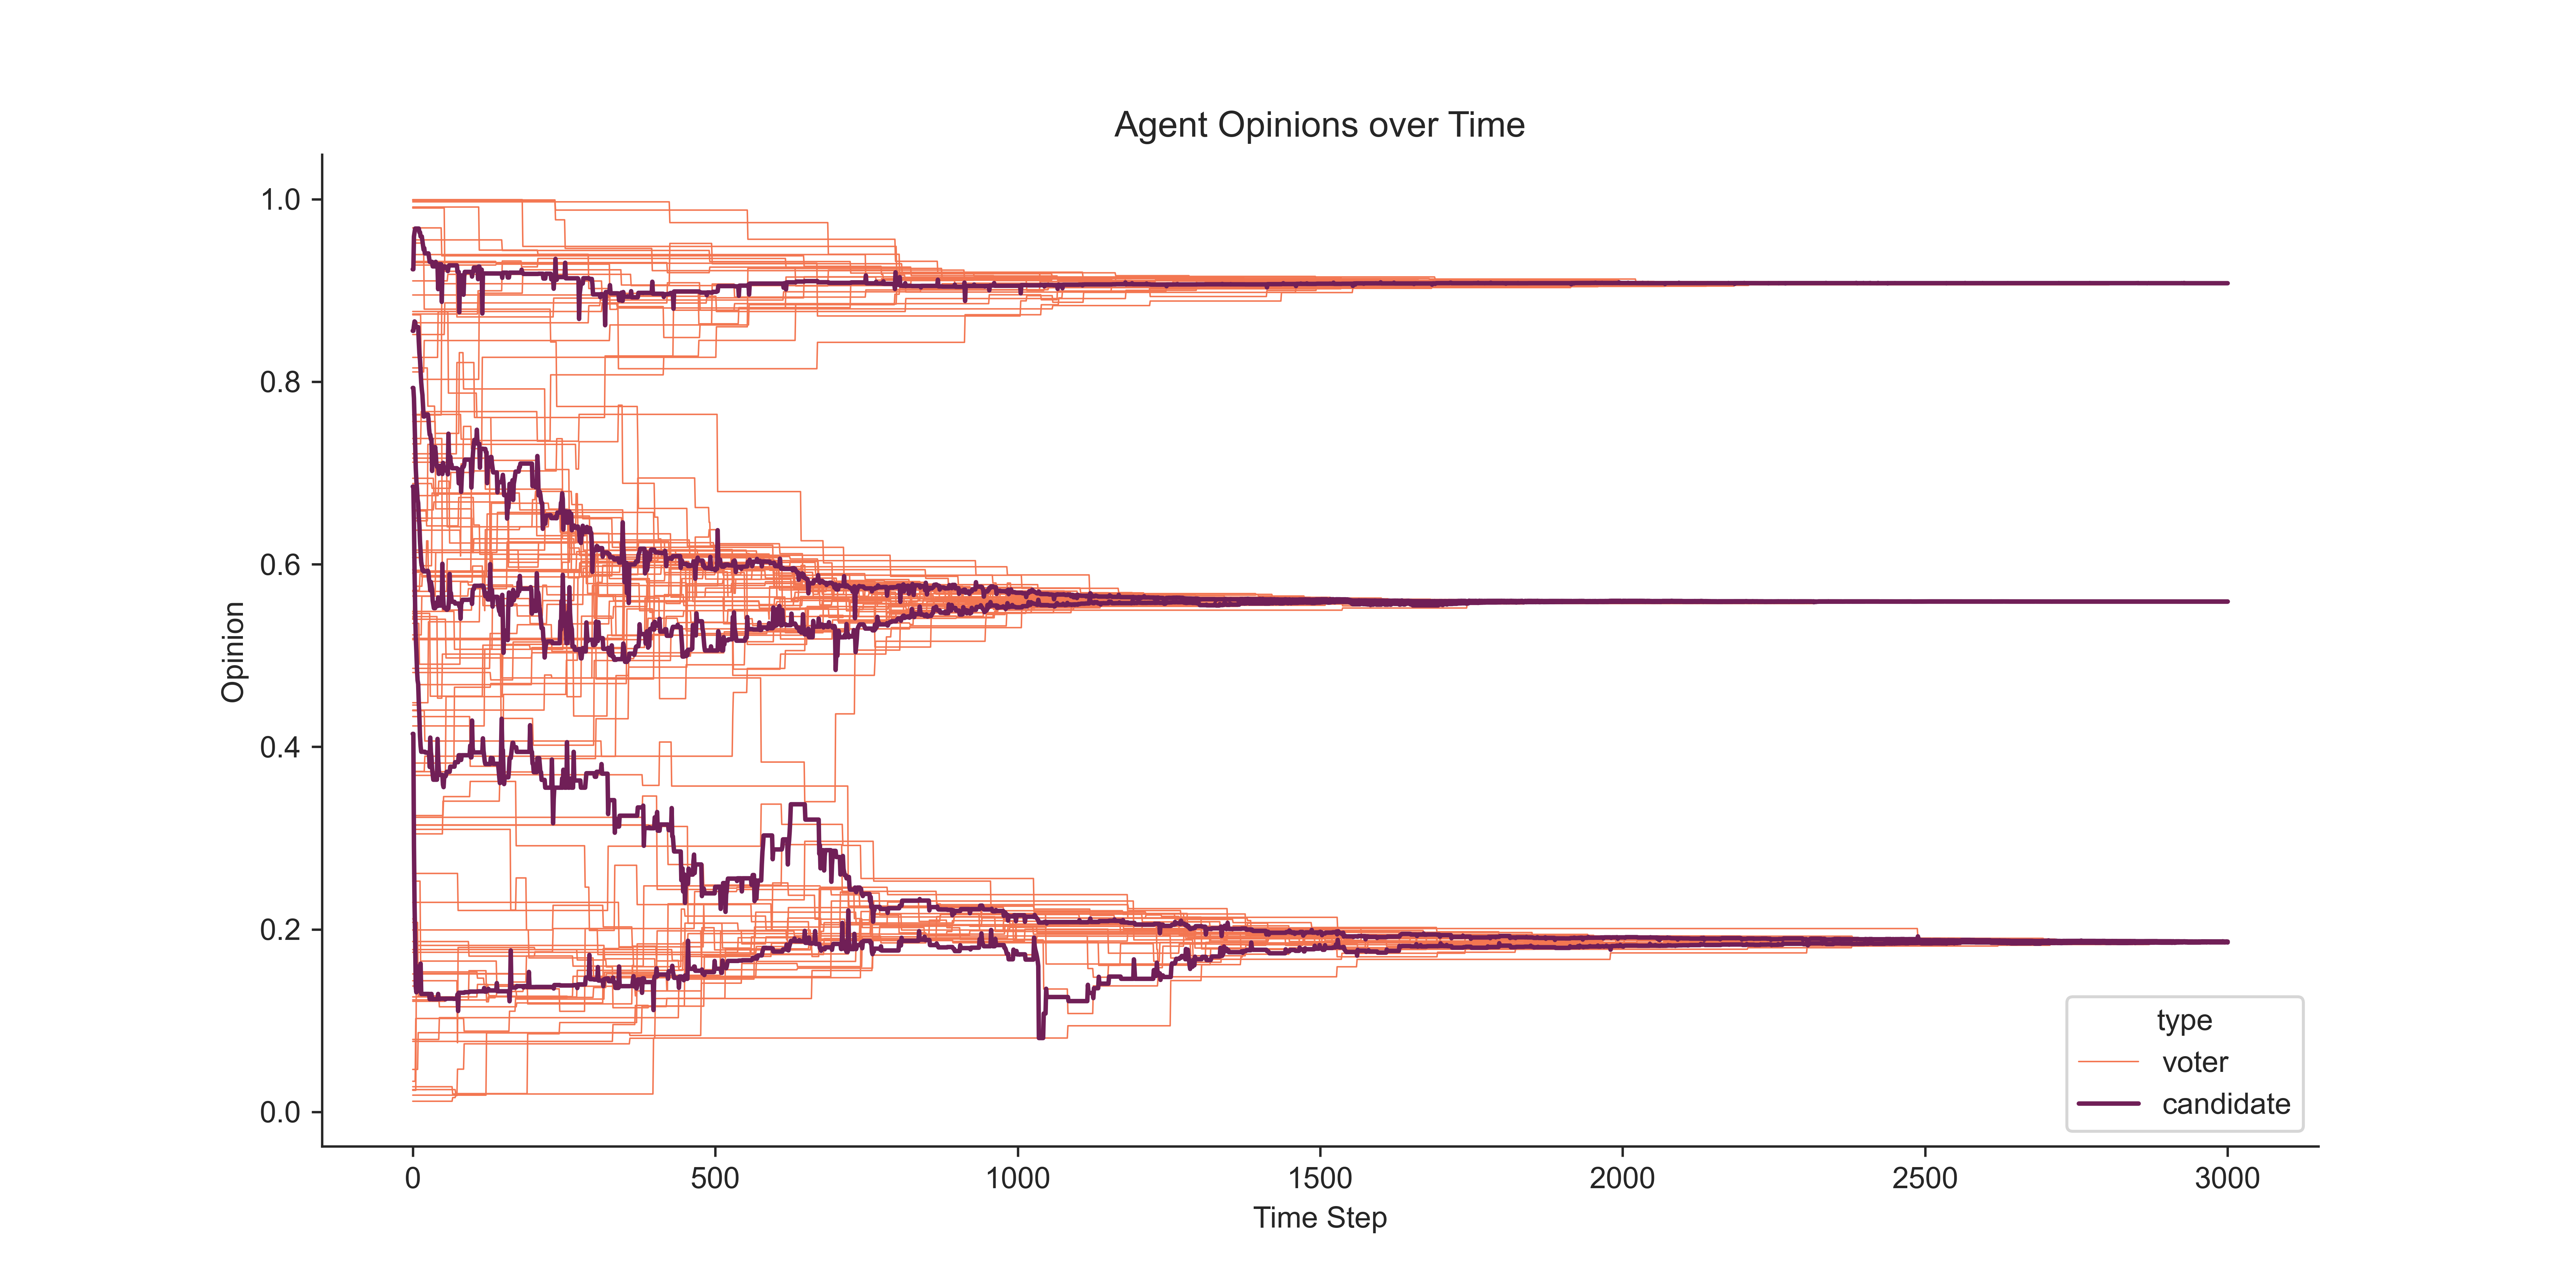 Agent Opinions over Time
1.0
0.8
0.6
0.4
0.2
0.0
Opinion
0 500 1000 1500 2000 2500 3000
Time Step
type
voter
candidate